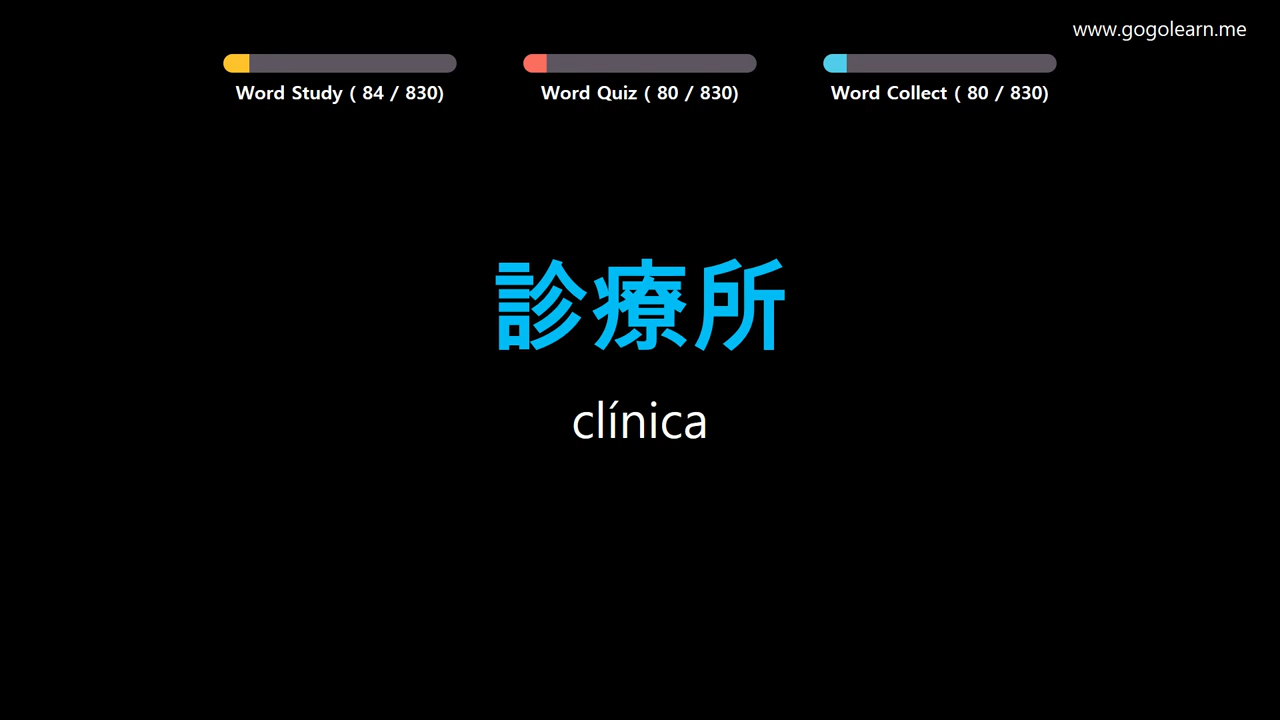 www.gogolearn.me
Word Study ( 84 / 830)
Word Quiz ( 80 / 830)
Word Collect ( 80 / 830)
診療所
clínica